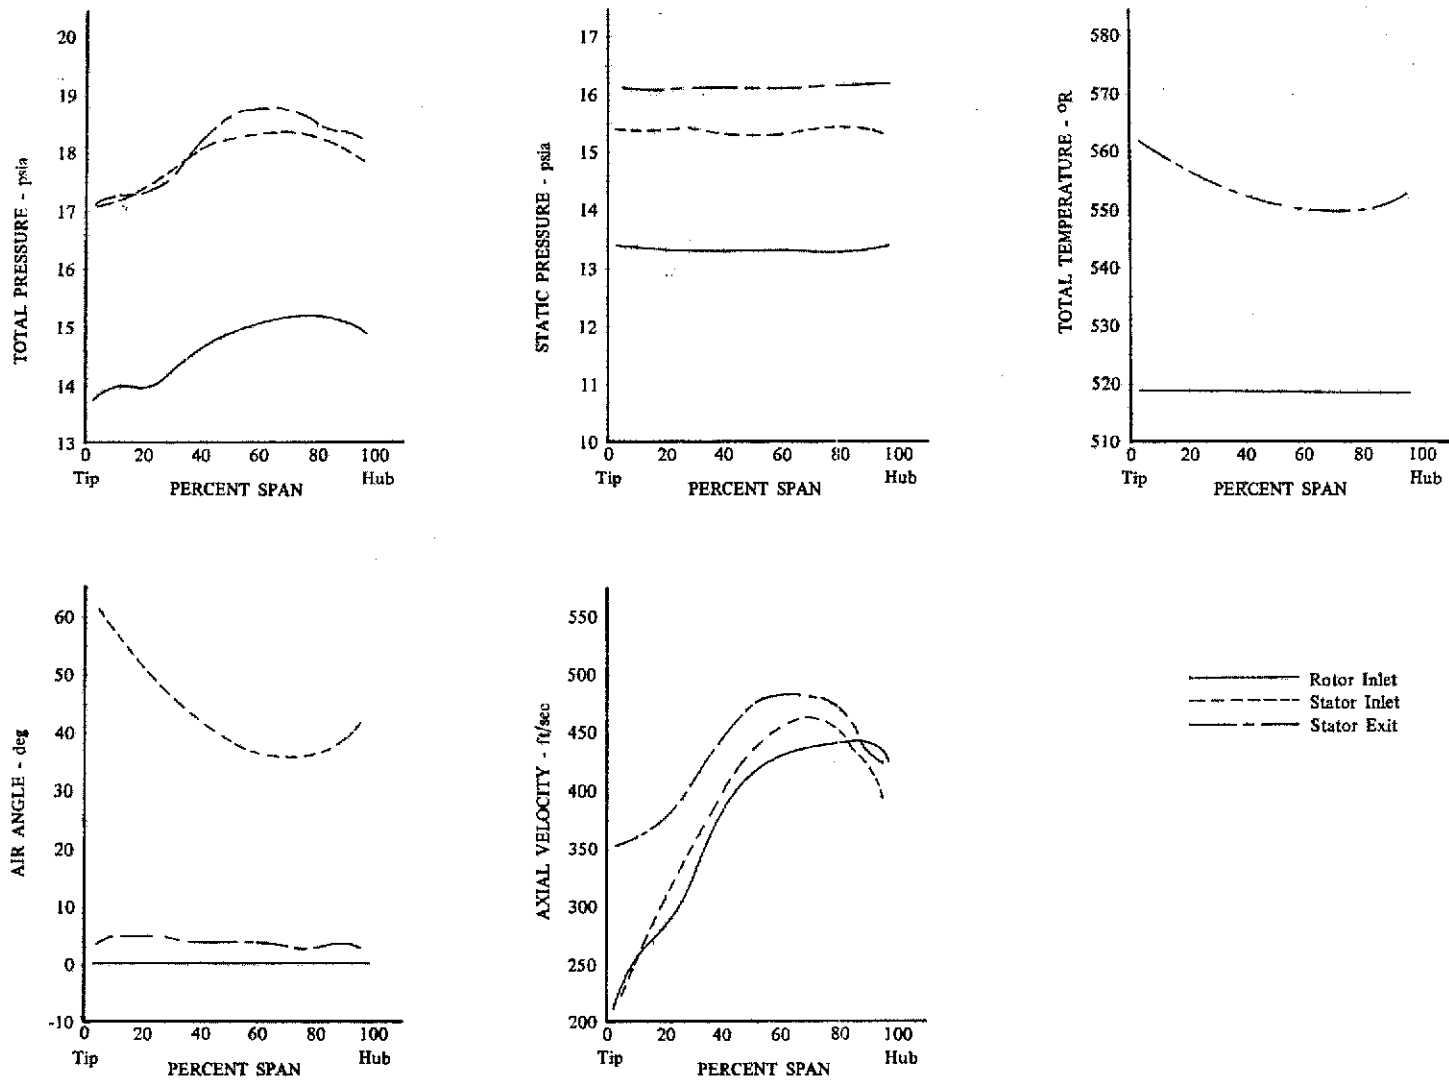 TOTAL PRESSURE - psia
20
19
18
17
16
15
14
13
0 20 40 60 80 100
Tip Hub
PERCENT SPAN
STATIC PRESSURE - psia
17
16
15
14
13
12
11
10
0 20 40 60 80 100
Tip Hub
PERCENT SPAN
TOTAL TEMPERATURE - °R
580
570
560
550
540
530
520
510
0 20 40 60 80 100
Tip Hub
PERCENT SPAN
AIR ANGLE - deg
60
50
40
30
20
10
0
-10
0 20 40 60 80 100
Tip Hub
PERCENT SPAN
AXIAL VELOCITY - ft/sec
550
500
450
400
350
300
250
200
0 20 40 60 80 100
Tip Hub
PERCENT SPAN
Rotor Inlet
Stator Inlet
Stator Exit